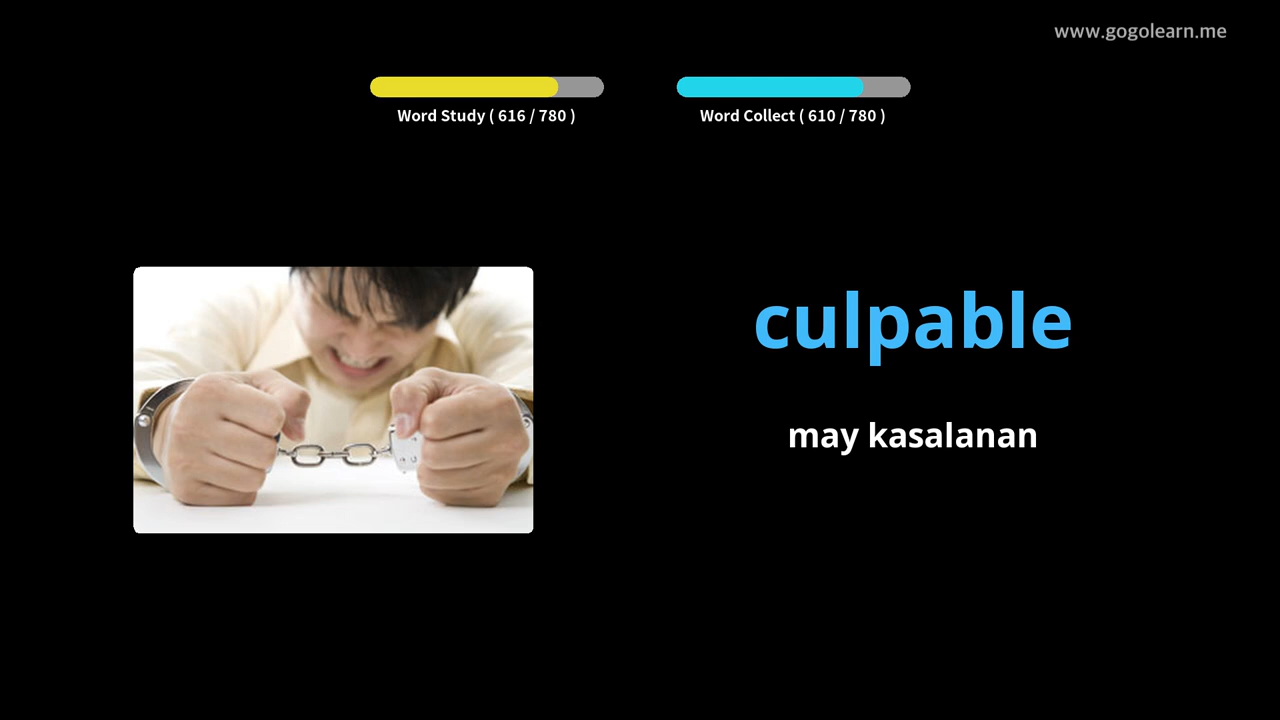 www.gogolearn.me
Word Study ( 616 / 780 )
Word Collect ( 610 / 780 )
culpable
may kasalanan